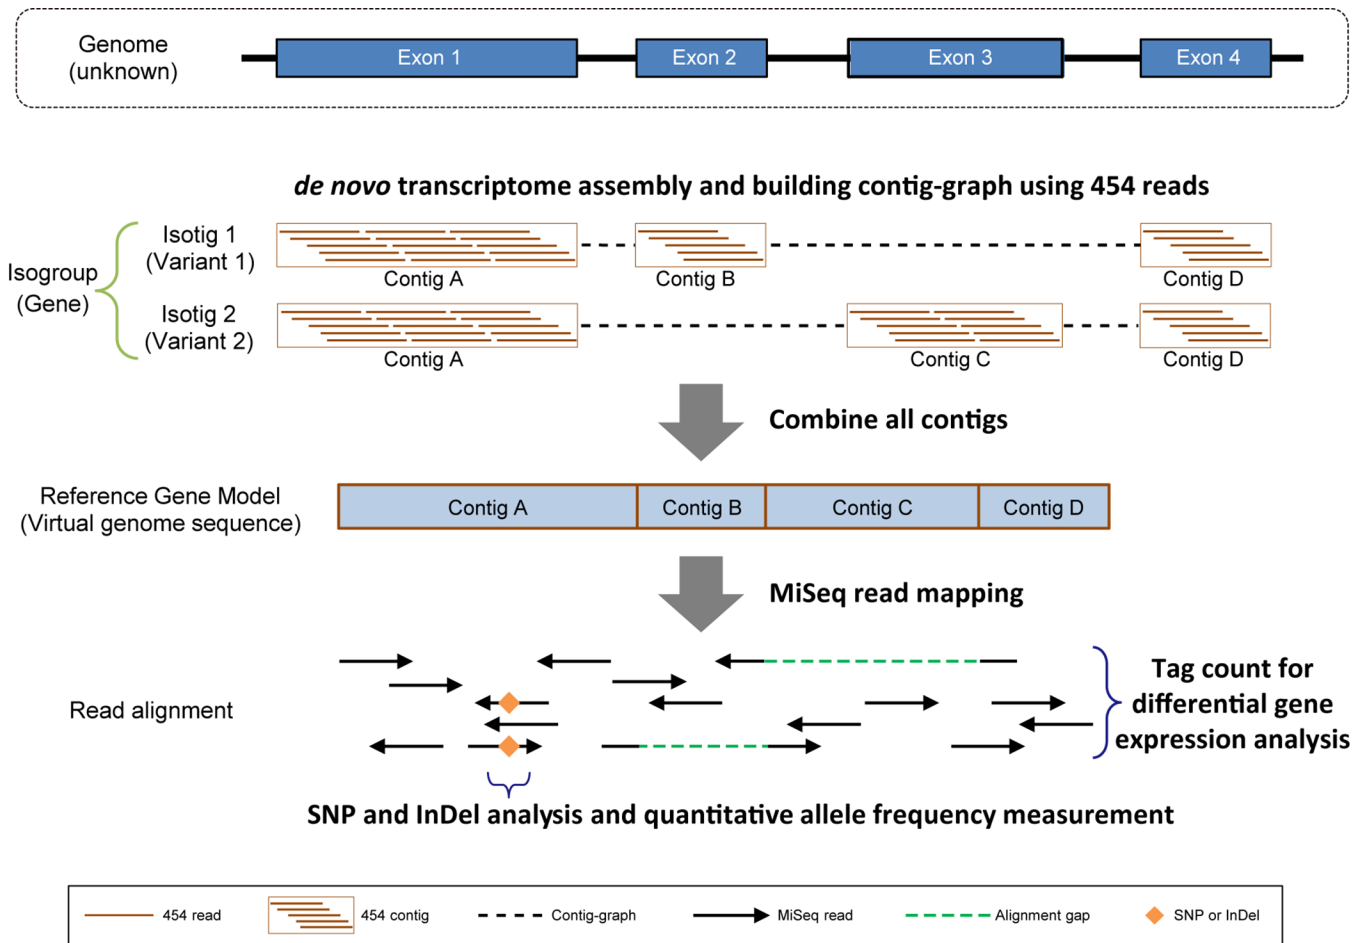 Genome
(unknown)
Exon 1
Exon 2
Exon 3
Exon 4
de novo transcriptome assembly and building contig-graph using 454 reads
Isogroup
(Gene)
Isotig 1
(Variant 1)
Contig A
Contig B
Contig D
Isotig 2
(Variant 2)
Contig A
Contig C
Contig D
Combine all contigs
Reference Gene Model
(Virtual genome sequence)
Contig A
Contig B
Contig C
Contig D
MiSeq read mapping
Read alignment
Tag count for
differential gene
expression analysis
SNP and InDel analysis and quantitative allele frequency measurement
454 read
454 contig
Contig-graph
MiSeq read
Alignment gap
SNP or InDel